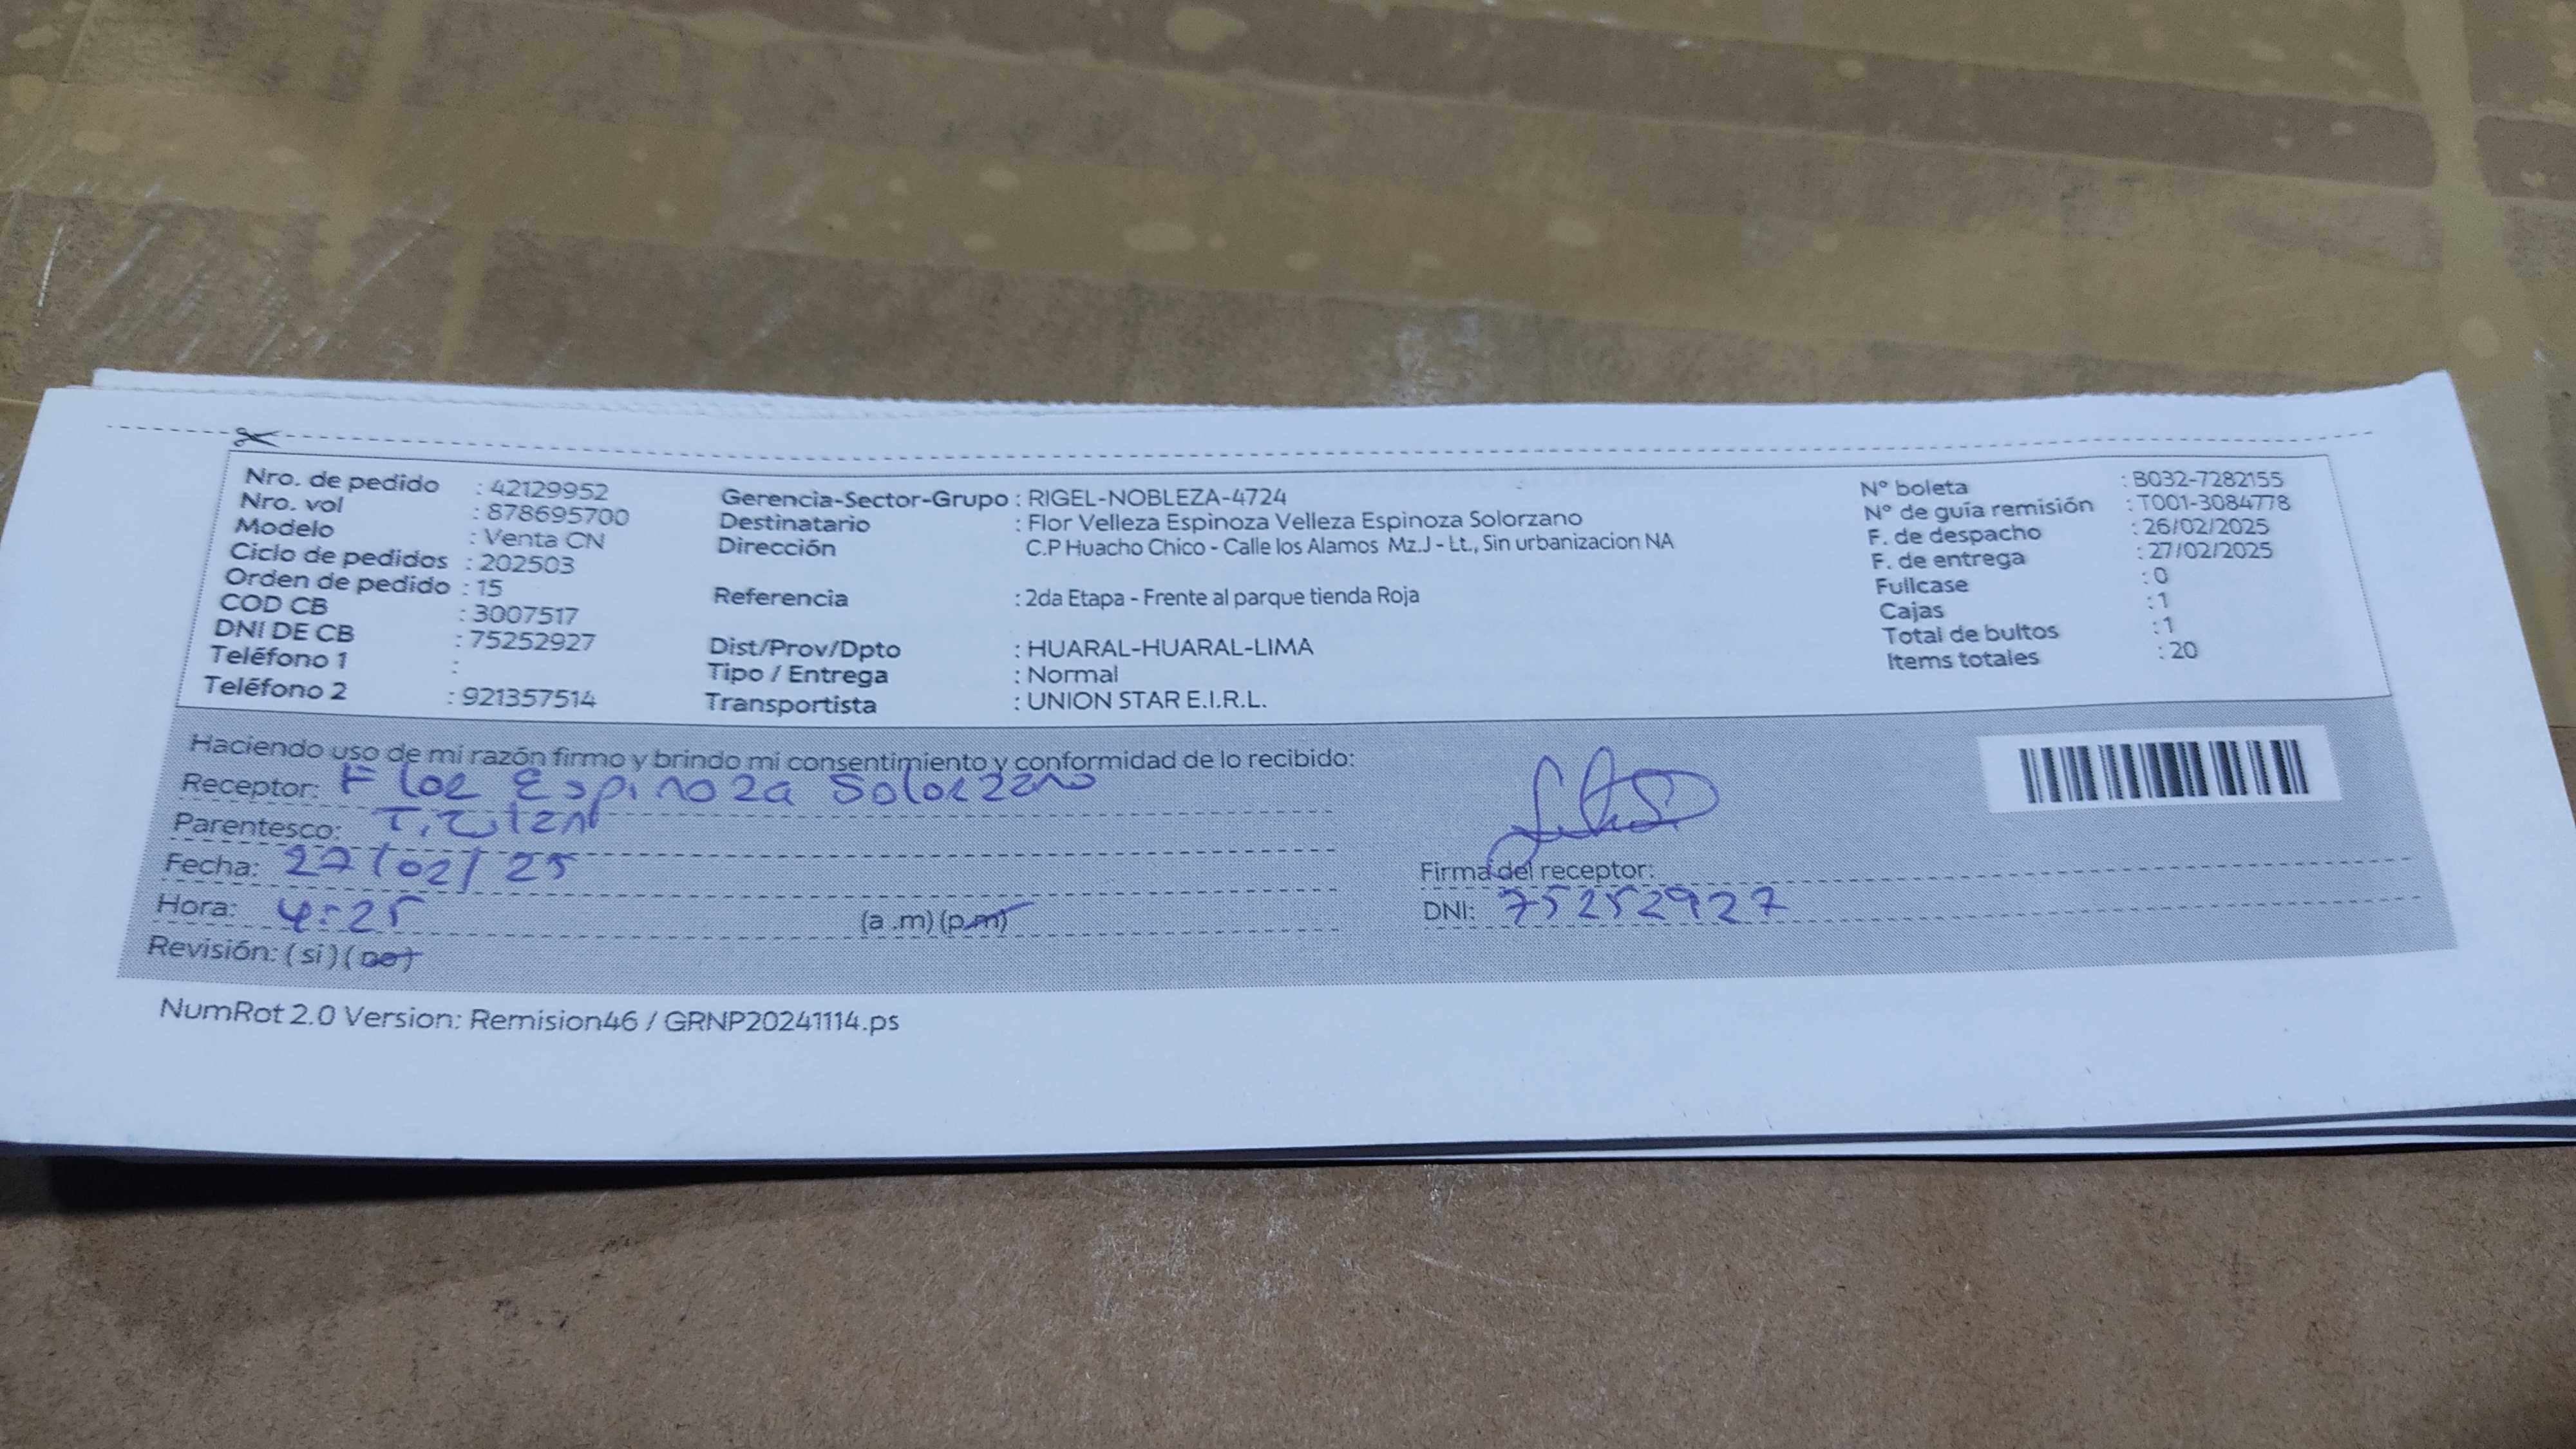 Nro. de pedido : 42129952
Nro. vol : 878695700
Modelo : Venta CN
Ciclo de pedidos : 202503
Orden de pedido : 15
COD CB : 3007517
DNI DE CB : 75252927
Teléfono 1 :
Teléfono 2 : 921357514
Gerencia-Sector-Grupo : RIGEL-NOBLEZA-4724
Destinatario : Flor Velleza Espinoza Velleza Espinoza Solorzano
Dirección C.P Huacho Chico - Calle los Alamos Mz.J - Lt., Sin urbanizacion NA
Referencia : 2da Etapa - Frente al parque tienda Roja
Dist/Prov/Dpto : HUARAL-HUARAL-LIMA
Tipo / Entrega : Normal
Transportista : UNION STAR E.I.R.L.
N° boleta : B032-7282155
N° de guía remisión : T001-3084778
F. de despacho : 26/02/2025
F. de entrega : 27/02/2025
Fullcase : 0
Cajas : 1
Total de bultos : 1
Items totales : 20
Haciendo uso de mi razón firmo y brindo mi consentimiento y conformidad de lo recibido:
Receptor: Flor Espinoza Solorzano
Parentesco:
Fecha: 27/02/25
Hora: 4:25 (a .m) (p.m)
Revisión: (si) (no)
Firma del receptor:
DNI: 75252927
NumRot 2.0 Version: Remision46 / GRNP20241114.ps